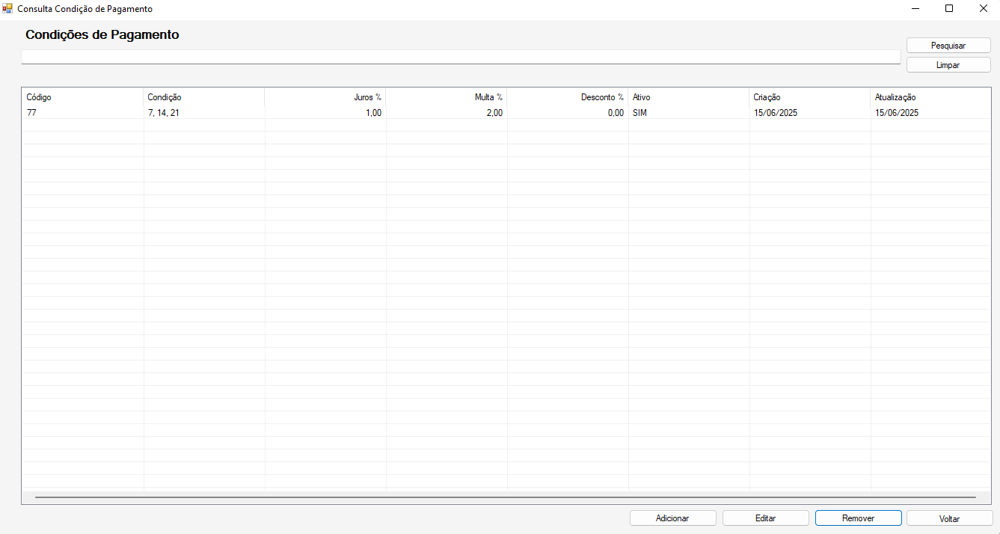 Consulta Condição de Pagamento
Condições de Pagamento
Pesquisar
Limpar
Código Condição Juros % Multa % Desconto % Ativo Criação Atualização
77 7, 14, 21 1,00 2,00 0,00 SIM 15/06/2025 15/06/2025
Adicionar Editar Remover Voltar